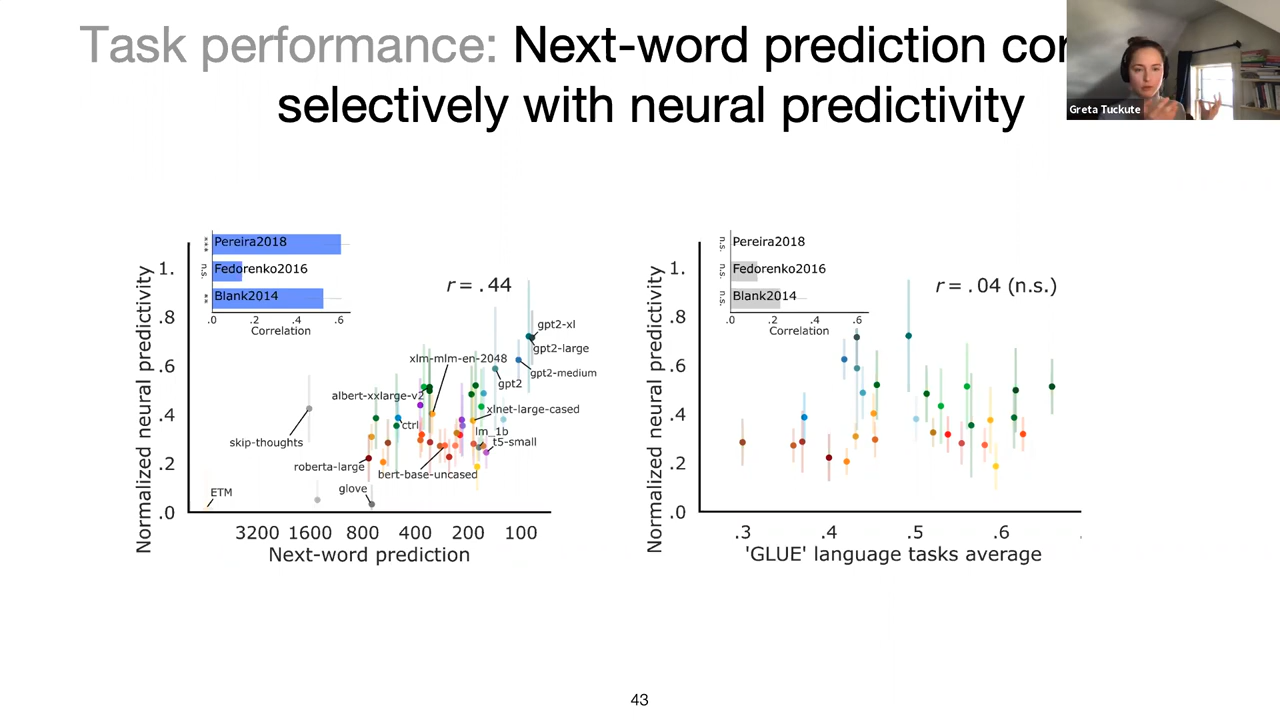 Task performance: Next-word prediction cor
selectively with neural predictivity
Greta Tuckute
Normalized neural predictivity
1.
.8
.6
.4
.2
.0
***
Pereira2018
n.s.
Fedorenko2016
**
Blank2014
.0 .2 .4 .6
Correlation
r = .44
gpt2-xl
gpt2-large
xlm-mlm-en-2048
gpt2-medium
gpt2
albert-xxlarge-v2
xlnet-large-cased
ctrl
skip-thoughts
lm_1b
t5-small
roberta-large
bert-base-uncased
glove
ETM
3200 1600 800 400 200 100
Next-word prediction
Normalized neural predictivity
1.
.8
.6
.4
.2
.0
n.s.
Pereira2018
n.s.
Fedorenko2016
n.s.
Blank2014
.0 .2 .4 .6
Correlation
r = .04 (n.s.)
.3 .4 .5 .6
'GLUE' language tasks average
43